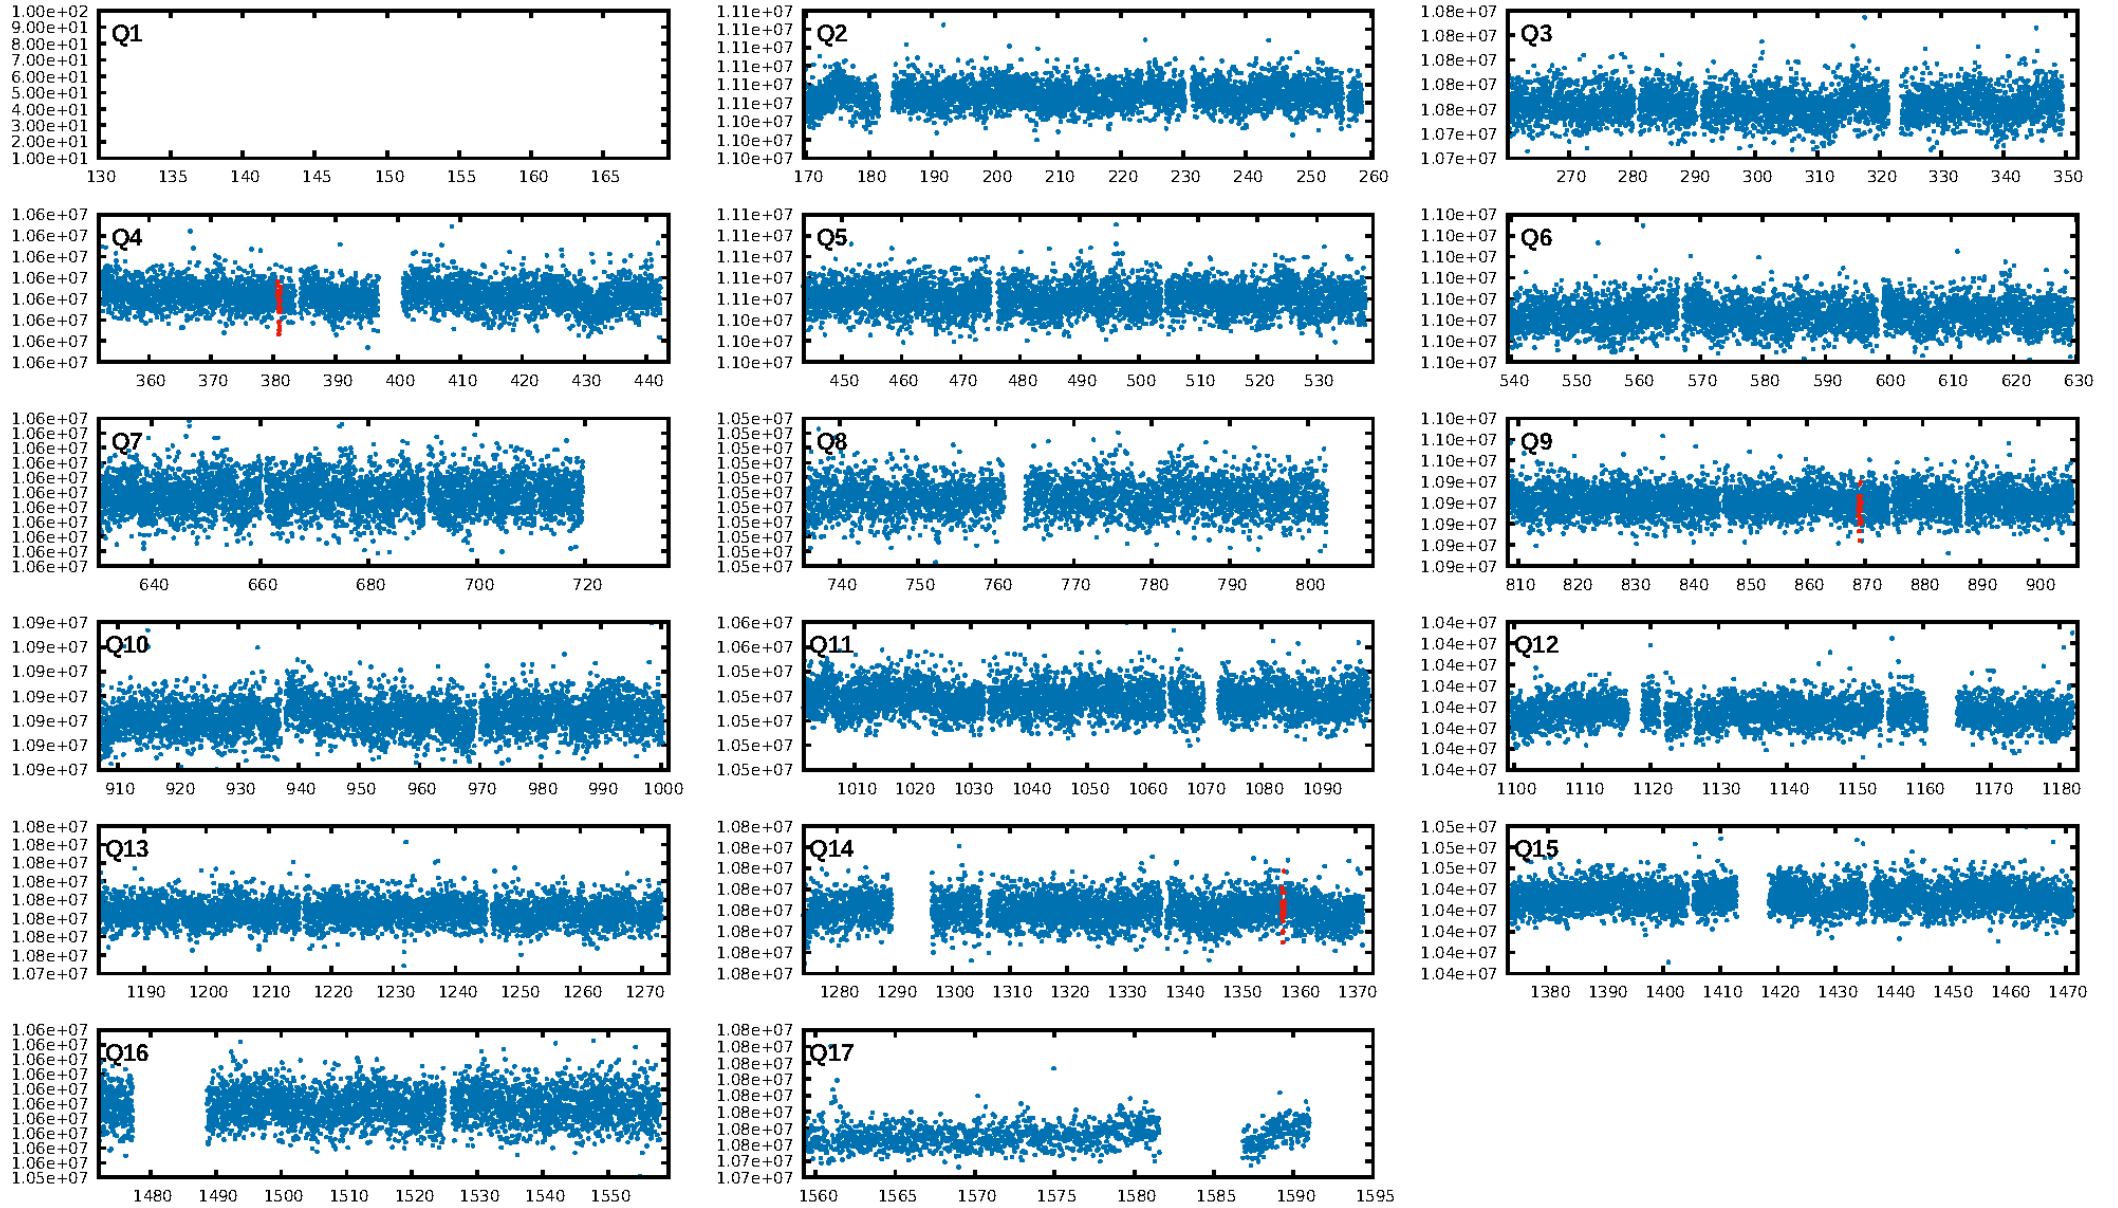 1.00e+02
9.00e+01
8.00e+01
7.00e+01
6.00e+01
5.00e+01
4.00e+01
3.00e+01
2.00e+01
1.00e+01
Q1
130 135 140 145 150 155 160 165
1.11e+07
1.11e+07
1.11e+07
1.11e+07
1.11e+07
1.11e+07
1.10e+07
1.10e+07
1.10e+07
Q2
170 180 190 200 210 220 230 240 250 260
1.08e+07
1.08e+07
1.08e+07
1.08e+07
1.08e+07
1.07e+07
1.07e+07
Q3
270 280 290 300 310 320 330 340 350
1.06e+07
1.06e+07
1.06e+07
1.06e+07
1.06e+07
1.06e+07
1.06e+07
1.06e+07
Q4
360 370 380 390 400 410 420 430 440
1.11e+07
1.11e+07
1.11e+07
1.11e+07
1.11e+07
1.10e+07
1.10e+07
1.10e+07
Q5
450 460 470 480 490 500 510 520 530
1.10e+07
1.10e+07
1.10e+07
1.10e+07
1.10e+07
1.10e+07
1.10e+07
1.10e+07
Q6
540 550 560 570 580 590 600 610 620 630
1.06e+07
1.06e+07
1.06e+07
1.06e+07
1.06e+07
1.06e+07
1.06e+07
1.06e+07
1.06e+07
1.06e+07
1.06e+07
Q7
640 660 680 700 720
1.05e+07
1.05e+07
1.05e+07
1.05e+07
1.05e+07
1.05e+07
1.05e+07
1.05e+07
1.05e+07
1.05e+07
1.05e+07
Q8
740 750 760 770 780 790 800
1.10e+07
1.10e+07
1.10e+07
1.09e+07
1.09e+07
1.09e+07
1.09e+07
1.09e+07
Q9
810 820 830 840 850 860 870 880 890 900
1.09e+07
1.09e+07
1.09e+07
1.09e+07
1.09e+07
1.09e+07
1.09e+07
Q10
910 920 930 940 950 960 970 980 990 1000
1.06e+07
1.06e+07
1.05e+07
1.05e+07
1.05e+07
1.05e+07
1.05e+07
Q11
1010 1020 1030 1040 1050 1060 1070 1080 1090
1.04e+07
1.04e+07
1.04e+07
1.04e+07
1.04e+07
1.04e+07
1.04e+07
1.04e+07
Q12
1100 1110 1120 1130 1140 1150 1160 1170 1180
1.08e+07
1.08e+07
1.08e+07
1.08e+07
1.08e+07
1.08e+07
1.08e+07
1.08e+07
1.07e+07
Q13
1190 1200 1210 1220 1230 1240 1250 1260 1270
1.08e+07
1.08e+07
1.08e+07
1.08e+07
1.08e+07
1.08e+07
1.08e+07
1.08e+07
Q14
1280 1290 1300 1310 1320 1330 1340 1350 1360 1370
1.05e+07
1.05e+07
1.05e+07
1.04e+07
1.04e+07
1.04e+07
1.04e+07
1.04e+07
Q15
1380 1390 1400 1410 1420 1430 1440 1450 1460 1470
1.06e+07
1.06e+07
1.06e+07
1.06e+07
1.06e+07
1.06e+07
1.06e+07
1.06e+07
1.06e+07
1.06e+07
1.05e+07
Q16
1480 1490 1500 1510 1520 1530 1540 1550
1.08e+07
1.08e+07
1.08e+07
1.08e+07
1.08e+07
1.08e+07
1.08e+07
1.08e+07
1.07e+07
1.07e+07
Q17
1560 1565 1570 1575 1580 1585 1590 1595